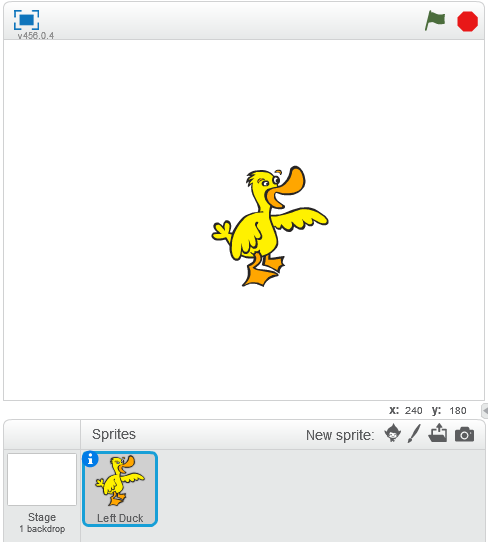 v456.0.4
x: 240 y: 180
Sprites
New sprite:
Stage
1 backdrop
Left Duck